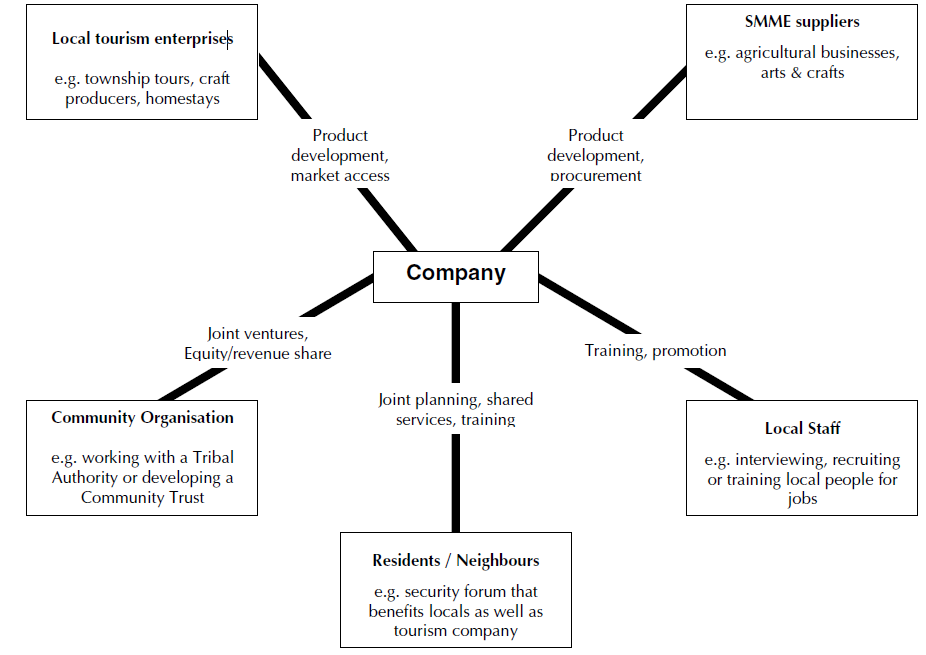 Local tourism enterprises
e.g. township tours, craft
producers, homestays
SMME suppliers
e.g. agricultural businesses,
arts & crafts
Product
development,
market access
Product
development,
procurement
Company
Joint ventures,
Equity/revenue share
Training, promotion
Joint planning, shared
services, training
Community Organisation
e.g. working with a Tribal
Authority or developing a
Community Trust
Local Staff
e.g. interviewing, recruiting
or training local people for
jobs
Residents / Neighbours
e.g. security forum that
benefits locals as well as
tourism company